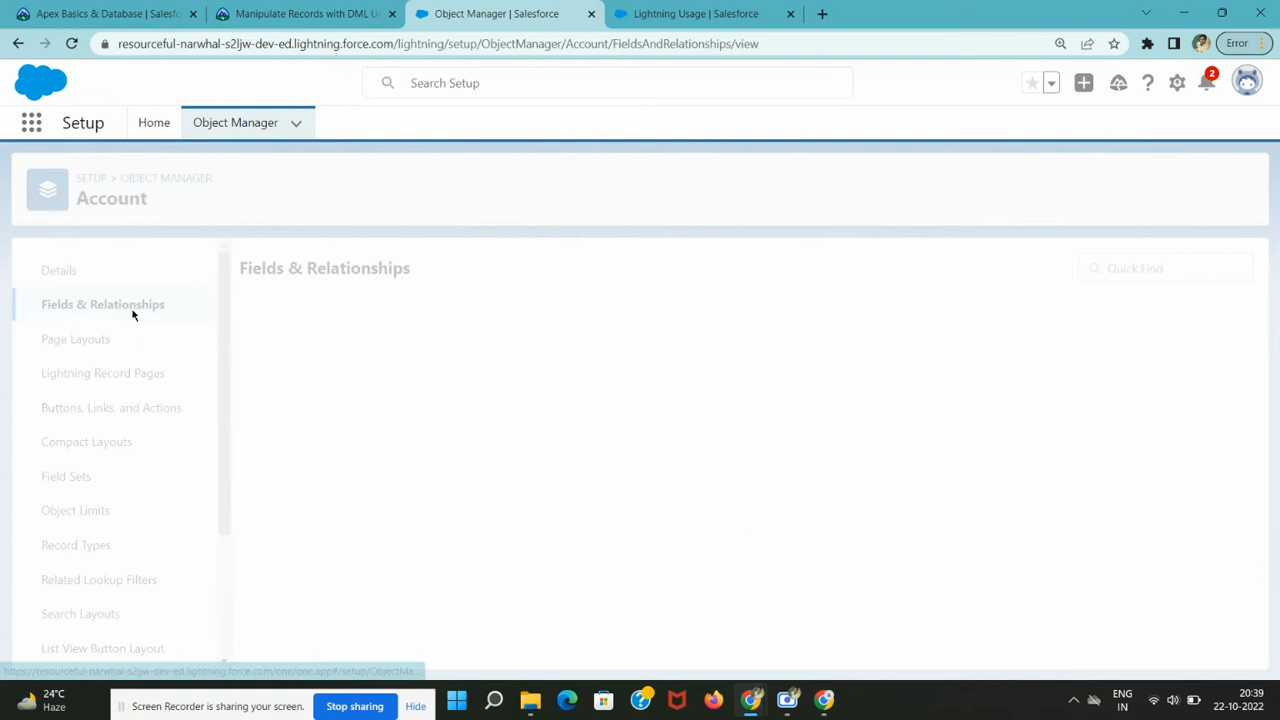 Apex Basics & Database | Salesf
Manipulate Records with DML U
Object Manager | Salesforce
Lightning Usage | Salesforce
resourceful-narwhal-s2ljw-dev-ed.lightning.force.com/lightning/setup/ObjectManager/Account/FieldsAndRelationships/view
Error
Search Setup
2
Setup
Home
Object Manager
SETUP > OBJECT MANAGER
Account
Details
Fields & Relationships
Quick Find
Fields & Relationships
Page Layouts
Lightning Record Pages
Buttons, Links, and Actions
Compact Layouts
Field Sets
Object Limits
Record Types
Related Lookup Filters
Search Layouts
List View Button Layout
https://resourceful-narwhal-s2ljw-dev-ed.lightning.force.com/one/one.app#/setup/ObjectMa...
24°C
Haze
Screen Recorder is sharing your screen.
Stop sharing
Hide
ENG
IN
20:39
22-10-2022